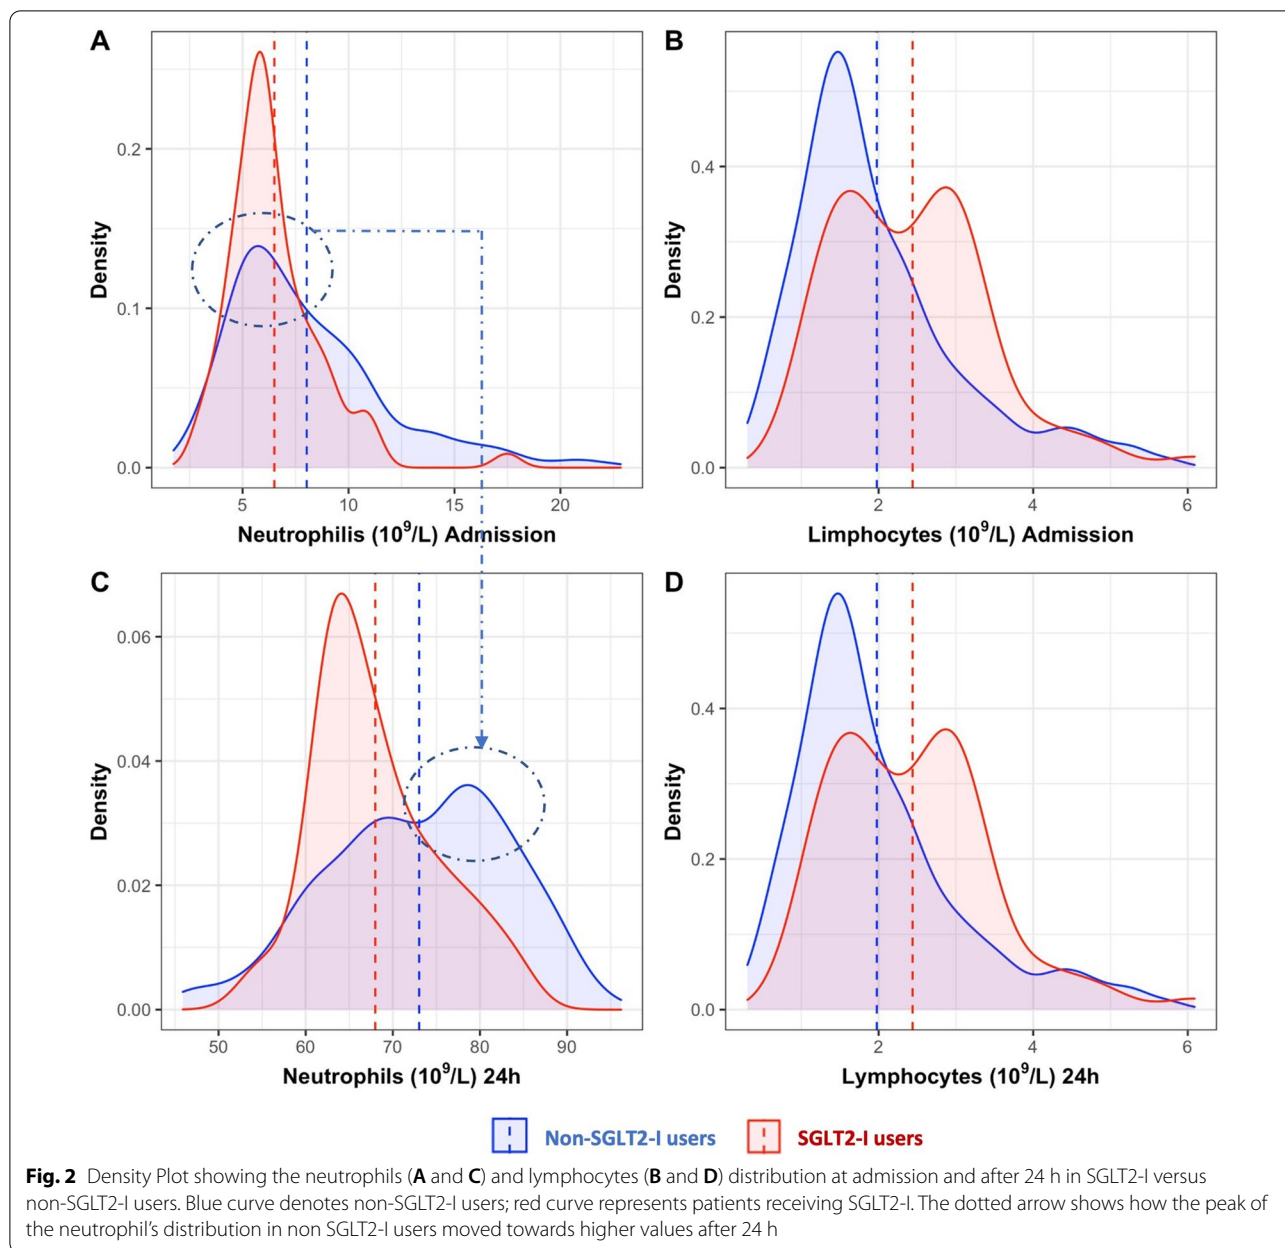 A
B
0.2
0.1
0.0
Density
5 10 15 20
Neutrophilis (10⁹/L) Admission
0.4
0.2
0.0
Density
2 4 6
Limphocytes (10⁹/L) Admission
C
D
0.06
0.04
0.02
0.00
Density
50 60 70 80 90
Neutrophils (10⁹/L) 24h
0.4
0.2
0.0
Density
2 4 6
Lymphocytes (10⁹/L) 24h
Non-SGLT2-I users SGLT2-I users
Fig. 2 Density Plot showing the neutrophils (A and C) and lymphocytes (B and D) distribution at admission and after 24 h in SGLT2-I versus
non-SGLT2-I users. Blue curve denotes non-SGLT2-I users; red curve represents patients receiving SGLT2-I. The dotted arrow shows how the peak of
the neutrophil's distribution in non SGLT2-I users moved towards higher values after 24 h